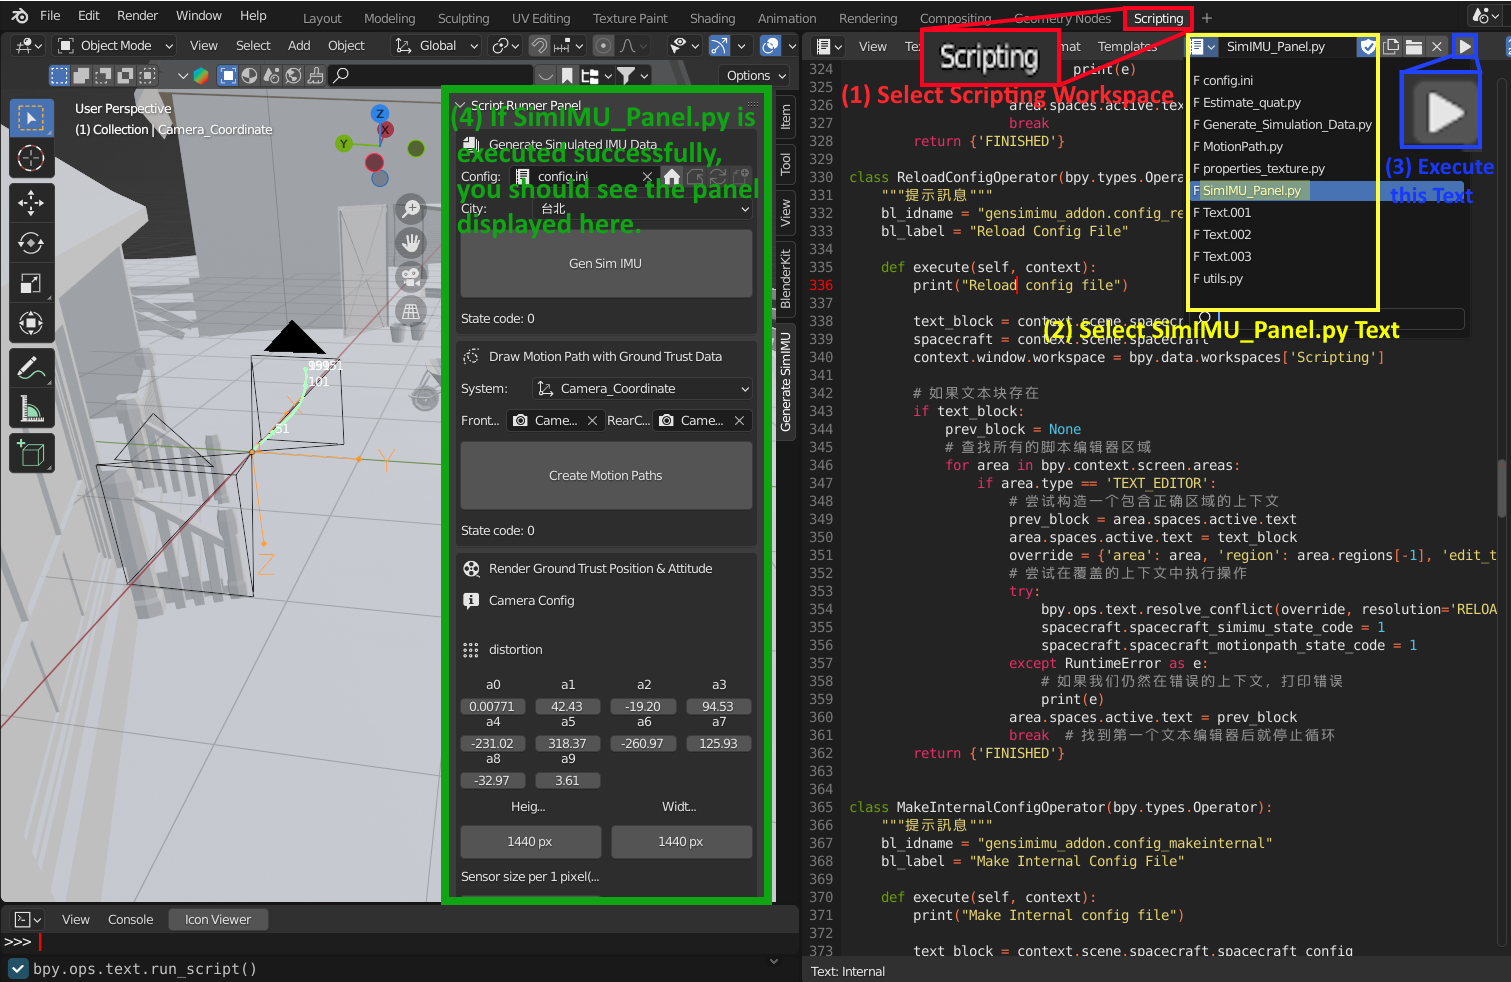 File Edit Render Window Help Layout Modeling Sculpting UV Editing Texture Paint Shading Animation Rendering Compositing Geometry Nodes Scripting +
Object Mode View Select Add Object Global
Options
User Perspective
(1) Collection | Camera_Coordinate
Z
X
Y
99951
101
51
Y
Z
Script Runner Panel
(4) If SimIMU_Panel.py is
executed successfully,
you should see the panel
displayed here.
Generate Simulated IMU Data
Config: config.ini
City: 台北
Gen Sim IMU
State code: 0
Draw Motion Path with Ground Trust Data
System: Camera_Coordinate
Front... Came... RearC... Came...
Create Motion Paths
State code: 0
Render Ground Trust Position & Attitude
Camera Config
distortion
a0 a1 a2 a3
0.00771 42.43 -19.20 94.53
a4 a5 a6 a7
-231.02 318.37 -260.97 125.93
a8 a9
-32.97 3.61
Heig... Widt...
1440 px 1440 px
Sensor size per 1 pixel(...
Item
Tool
View
BlenderKit
Generate SimIMU
View Console Icon Viewer
>>>
bpy.ops.text.run_script()
View Templates SimIMU_Panel.py
Scripting
(1) Select Scripting Workspace
F config.ini
F Estimate_quat.py
F Generate_Simulation_Data.py
F MotionPath.py
F properties_texture.py
F SimIMU_Panel.py
F Text.001
F Text.002
F Text.003
F utils.py
(2) Select SimIMU_Panel.py Text
(3) Execute
this Text
324 print(e)
325
326 area.spaces.active.tex
327 break
328 return {'FINISHED'}
329
330 class ReloadConfigOperator(bpy.types.Opera
331 """提示訊息"""
332 bl_idname = "gensimimu_addon.config_re
333 bl_label = "Reload Config File"
334
335 def execute(self, context):
336 print("Reload config file")
337
338 text_block = context.scene.spacecr
339 spacecraft = context.scene.spacecraft
340 context.window.workspace = bpy.data.workspaces['Scripting']
341
342 # 如果文本块存在
343 if text_block:
344 prev_block = None
345 # 查找所有的脚本编辑器区域
346 for area in bpy.context.screen.areas:
347 if area.type == 'TEXT_EDITOR':
348 # 尝试构造一个包含正确区域的上下文
349 prev_block = area.spaces.active.text
350 area.spaces.active.text = text_block
351 override = {'area': area, 'region': area.regions[-1], 'edit_t
352 # 尝试在覆盖的上下文中执行操作
353 try:
354 bpy.ops.text.resolve_conflict(override, resolution='RELOA
355 spacecraft.spacecraft_simimu_state_code = 1
356 spacecraft.spacecraft_motionpath_state_code = 1
357 except RuntimeError as e:
358 # 如果我们仍然在错误的上下文，打印错误
359 print(e)
360 area.spaces.active.text = prev_block
361 break # 找到第一个文本编辑器后就停止循环
362 return {'FINISHED'}
363
364
365 class MakeInternalConfigOperator(bpy.types.Operator):
366 """提示訊息"""
367 bl_idname = "gensimimu_addon.config_makeinternal"
368 bl_label = "Make Internal Config File"
369
370 def execute(self, context):
371 print("Make Internal config file")
372
373 text_block = context.scene.spacecraft.spacecraft_config
Text: Internal